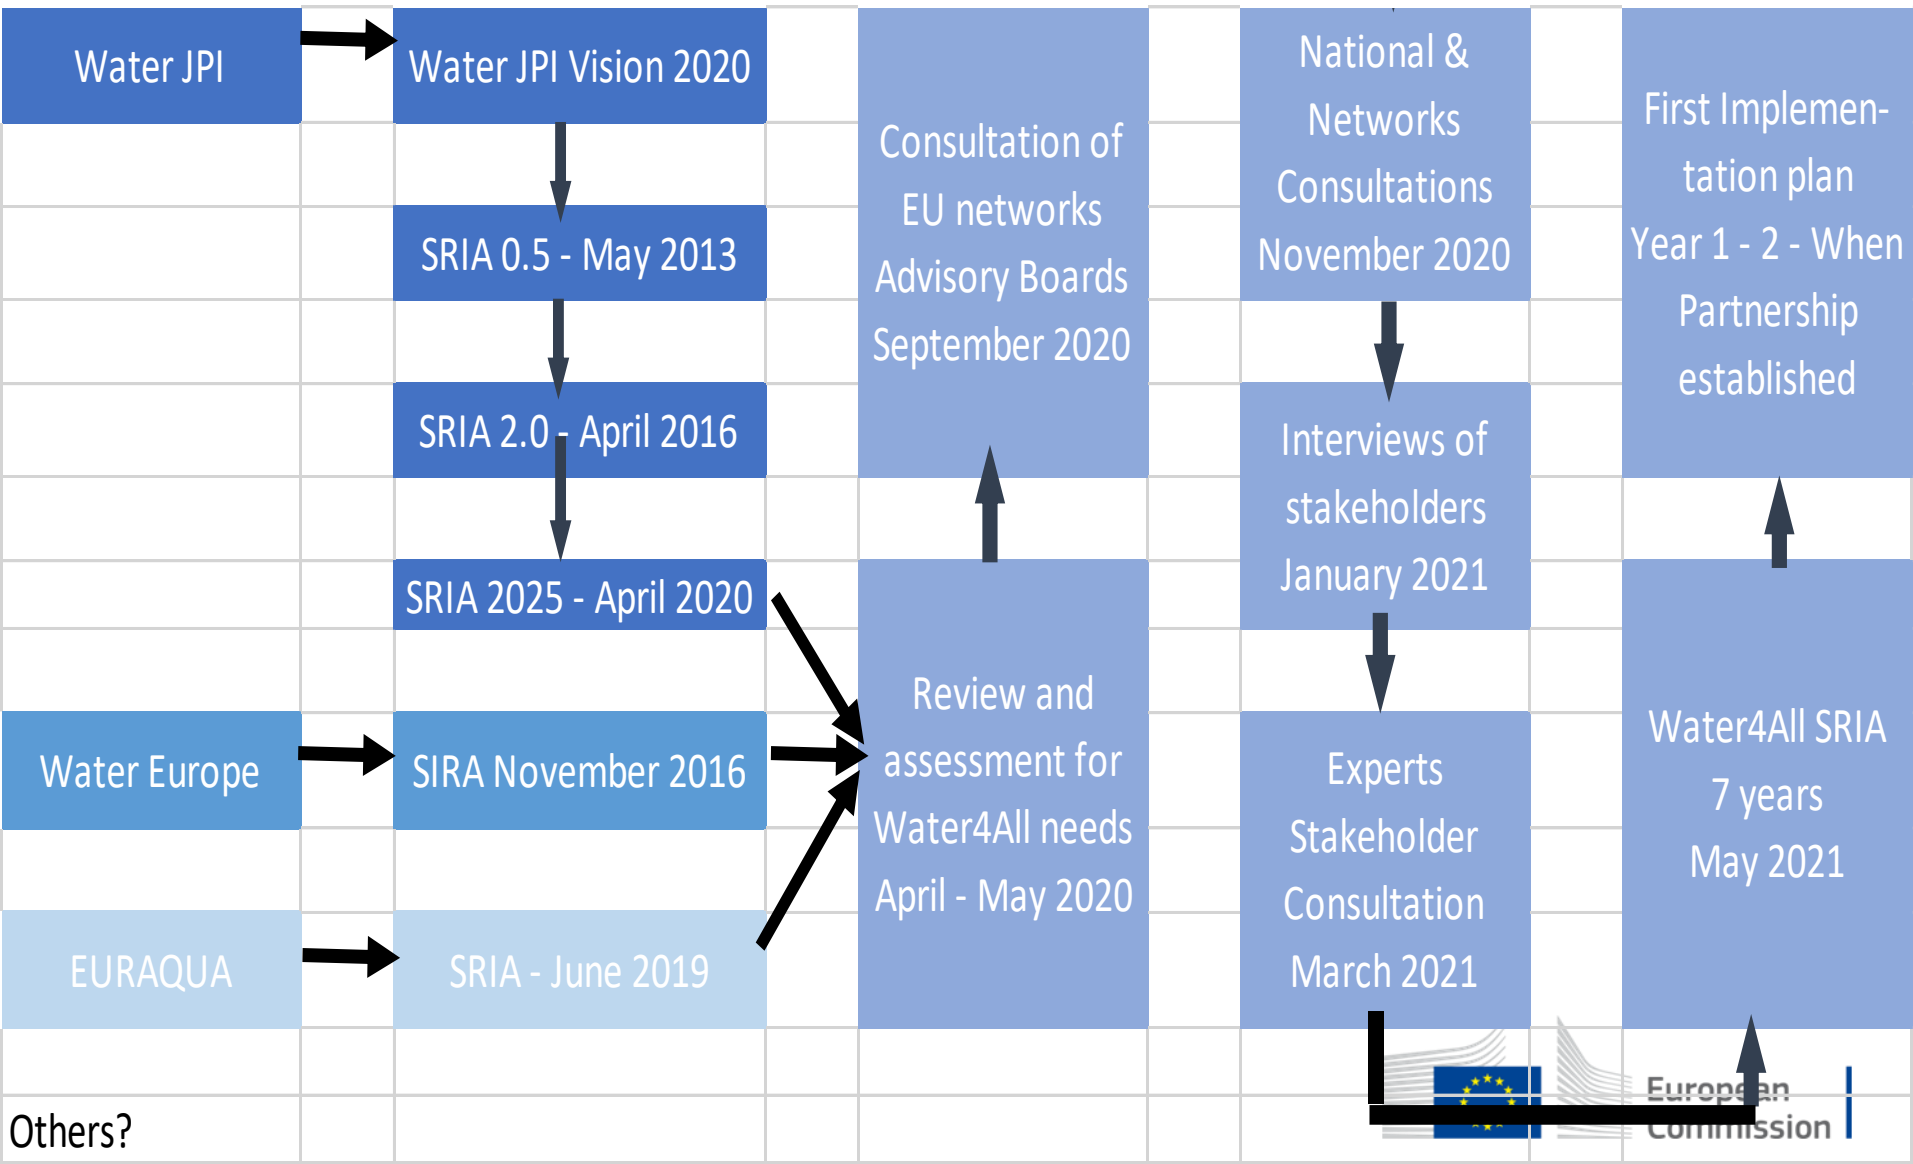 Water JPI
Water JPI Vision 2020
SRIA 0.5 - May 2013
SRIA 2.0 - April 2016
SRIA 2025 - April 2020
Water Europe
SIRA November 2016
EURAQUA
SRIA - June 2019
Others?
Consultation of
EU networks
Advisory Boards
September 2020
Review and
assessment for
Water4All needs
April - May 2020
National &
Networks
Consultations
November 2020
Interviews of
stakeholders
January 2021
Experts
Stakeholder
Consultation
March 2021
First Implemen-
tation plan
Year 1 - 2 - When
Partnership
established
Water4All SRIA
7 years
May 2021
European
Commission